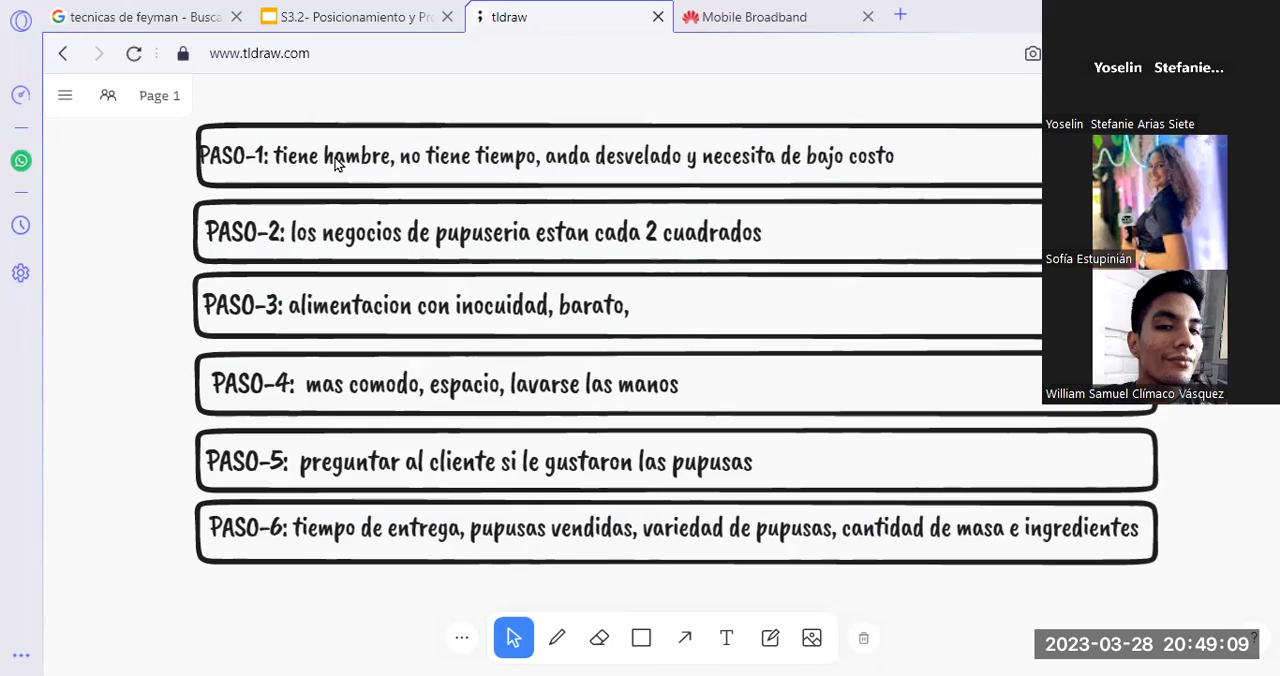 tecnicas de feyman - Busca
S3.2- Posicionamiento y Pr
tldraw
Mobile Broadband
www.tldraw.com
Page 1
Yoselin Stefanie...
Yoselin Stefanie Arias Siete
PASO-1: tiene hambre, no tiene tiempo, anda desvelado y necesita de bajo costo
PASO-2: los negocios de pupuseria estan cada 2 cuadrados
Sofía Estupinián
PASO-3: alimentacion con inocuidad, barato,
PASO-4: mas comodo, espacio, lavarse las manos
William Samuel Clímaco Vásquez
PASO-5: preguntar al cliente si le gustaron las pupusas
PASO-6: tiempo de entrega, pupusas vendidas, variedad de pupusas, cantidad de masa e ingredientes
2023-03-28 20:49:09